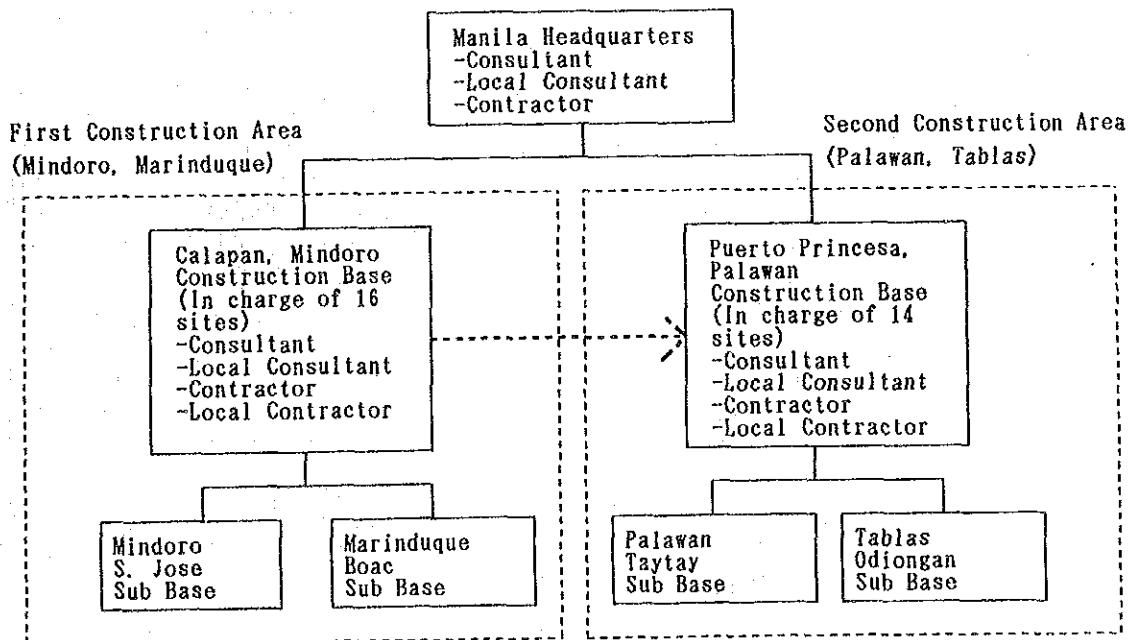 Manila Headquarters
-Consultant
-Local Consultant
-Contractor
First Construction Area
(Mindoro, Marinduque)
Second Construction Area
(Palawan, Tablas)
Calapan, Mindoro
Construction Base
(In charge of 16
sites)
-Consultant
-Local Consultant
-Contractor
-Local Contractor
Puerto Princesa,
Palawan
Construction Base
(In charge of 14
sites)
-Consultant
-Local Consultant
-Contractor
-Local Contractor
Mindoro
S. Jose
Sub Base
Marinduque
Boac
Sub Base
Palawan
Taytay
Sub Base
Tablas
Odiongan
Sub Base